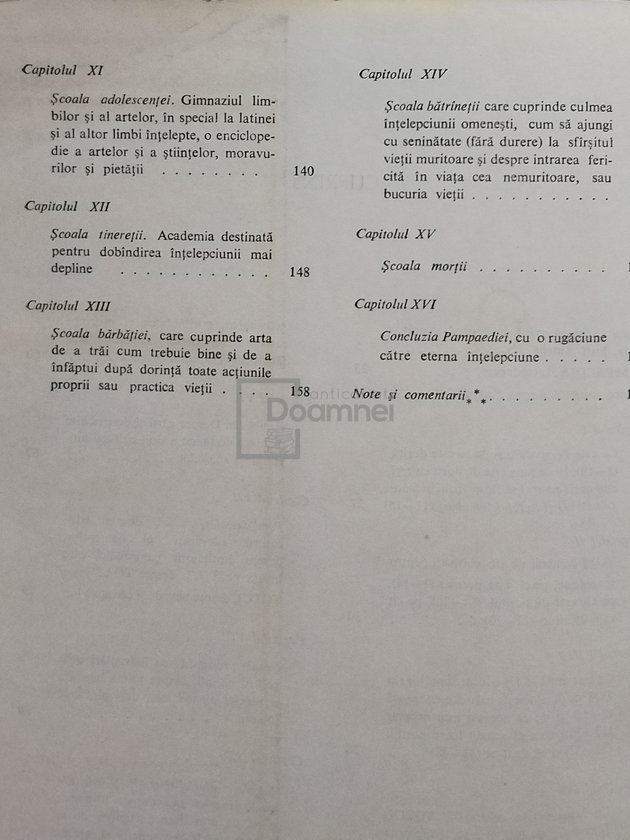 Capitolul XI
Școala adolescenței. Gimnaziul lim-
bilor și al artelor, în special la latinei
și al altor limbi înțelepte, o enciclope-
die a artelor și a științelor, moravu-
rilor și pietății . . . . . . . . 140
Capitolul XII
Școala tinereții. Academia destinată
pentru dobîndirea înțelepciunii mai
depline . . . . . . . . . . . . 148
Capitolul XIII
Școala bărbăției, care cuprinde arta
de a trăi cum trebuie bine și de a
înfăptui după dorință toate acțiunile
proprii sau practica vieții . . . . 158
Capitolul XIV
Școala bătrîneții care cuprinde culmea
înțelepciunii omenești, cum să ajungi
cu seninătate (fără durere) la sfîrșitul
vieții muritoare și despre intrarea feri-
cită în viața cea nemuritoare, sau
bucuria vieții . . . . . . . . . . .
Capitolul XV
Școala morții . . . . . . . . . . 1
Capitolul XVI
Concluzia Pampaediei, cu o rugăciune
către eterna înțelepciune . . . . . 1
Note și comentarii*** . . . . . . . . . 1
Doamnei